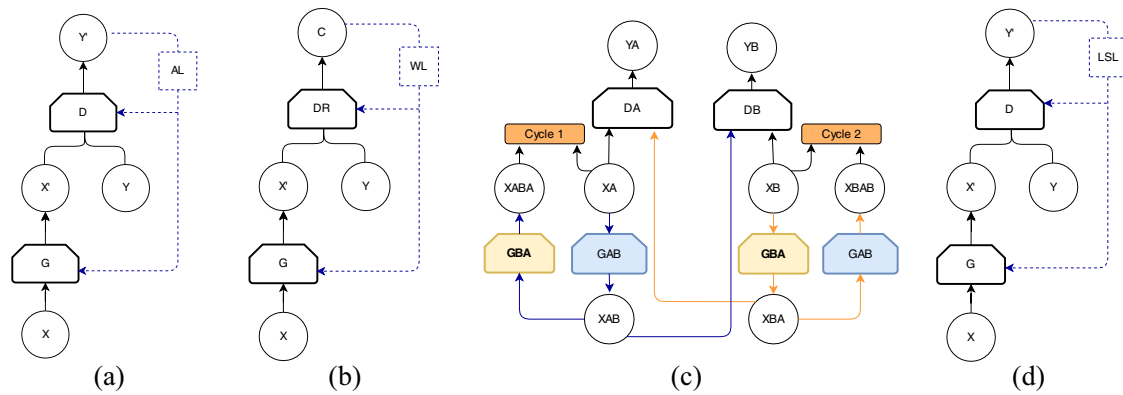 Y'
AL
D
X'
Y
G
X
(a)
C
WL
DR
X'
Y
G
X
(b)
YA
YB
DA
DB
Cycle 1
Cycle 2
XABA
XA
XB
XBAB
GBA
GAB
GBA
GAB
XAB
XBA
(c)
Y'
LSL
D
X'
Y
G
X
(d)